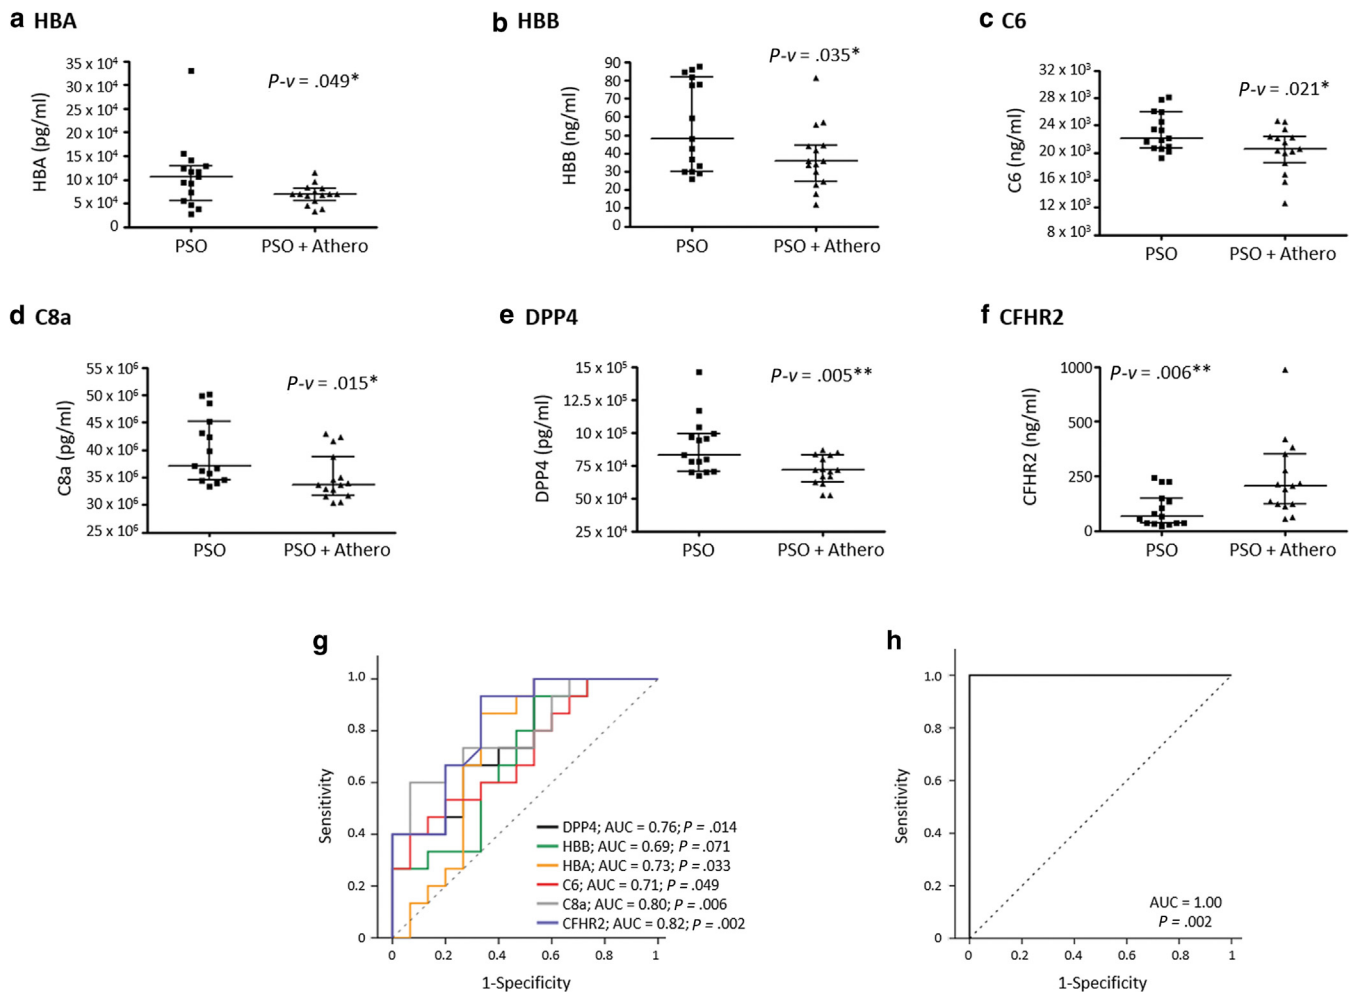 a HBA
HBA (pg/ml)
35 x 10⁴
30 x 10⁴
25 x 10⁴
20 x 10⁴
15 x 10⁴
10 x 10⁴
5 x 10⁴
0
P-v = .049*
PSO
PSO + Athero
b HBB
HBB (ng/ml)
90
80
70
60
50
40
30
20
10
0
P-v = .035*
PSO
PSO + Athero
c C6
C6 (ng/ml)
32 x 10³
28 x 10³
24 x 10³
20 x 10³
16 x 10³
12 x 10³
8 x 10³
P-v = .021*
PSO
PSO + Athero
d C8a
C8a (pg/ml)
55 x 10⁶
50 x 10⁶
45 x 10⁶
40 x 10⁶
35 x 10⁶
30 x 10⁶
25 x 10⁶
P-v = .015*
PSO
PSO + Athero
e DPP4
DPP4 (pg/ml)
15 x 10⁵
12.5 x 10⁵
10 x 10⁵
75 x 10⁴
50 x 10⁴
25 x 10⁴
P-v = .005**
PSO
PSO + Athero
f CFHR2
CFHR2 (ng/ml)
1000
500
250
0
P-v = .006**
PSO
PSO + Athero
g
Sensitivity
1.0
0.8
0.6
0.4
0.2
0
DPP4; AUC = 0.76; P = .014
HBB; AUC = 0.69; P = .071
HBA; AUC = 0.73; P = .033
C6; AUC = 0.71; P = .049
C8a; AUC = 0.80; P = .006
CFHR2; AUC = 0.82; P = .002
0 0.2 0.4 0.6 0.8 1
1-Specificity
h
Sensitivity
1.0
0.8
0.6
0.4
0.2
0
AUC = 1.00
P = .002
0 0.2 0.4 0.6 0.8 1
1-Specificity